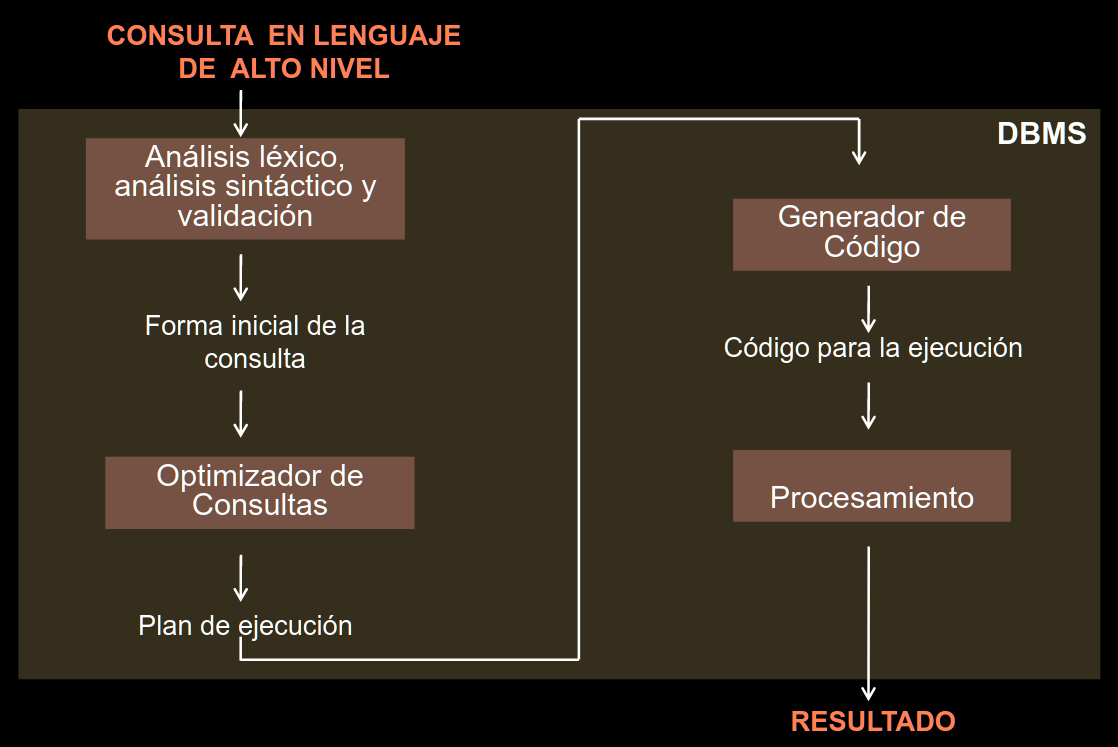 CONSULTA EN LENGUAJE
DE ALTO NIVEL
DBMS
Análisis léxico,
análisis sintáctico y
validación
Forma inicial de la
consulta
Optimizador de
Consultas
Plan de ejecución
Generador de
Código
Código para la ejecución
Procesamiento
RESULTADO